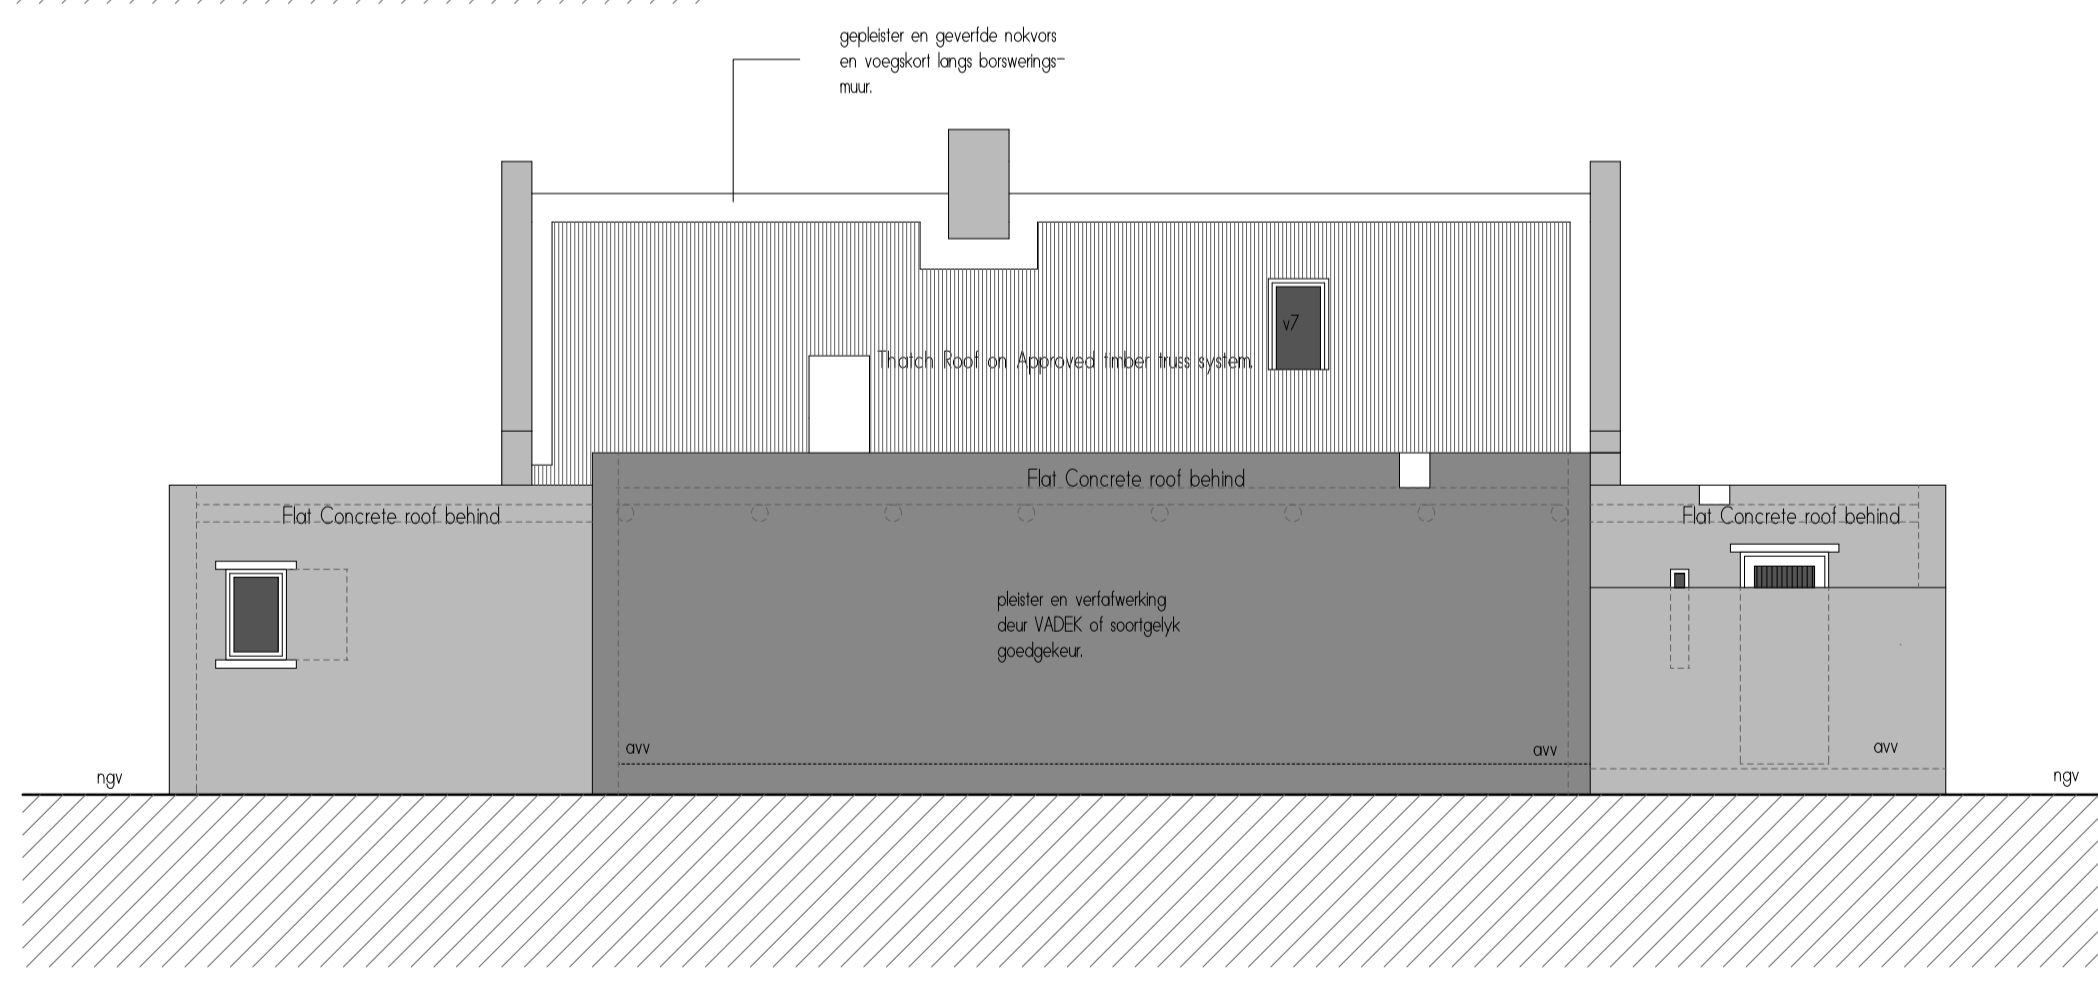 gepleister en geverfde nokvors
en voegskort langs borswerings-
muur.
v7
Thatch Roof on Approved timber truss system.
Flat Concrete roof behind
Flat Concrete roof behind
Flat Concrete roof behind
pleister en verfafwerking
deur VADEK of soortgelyk
goedgekeur.
avv
avv
avv
ngv
ngv